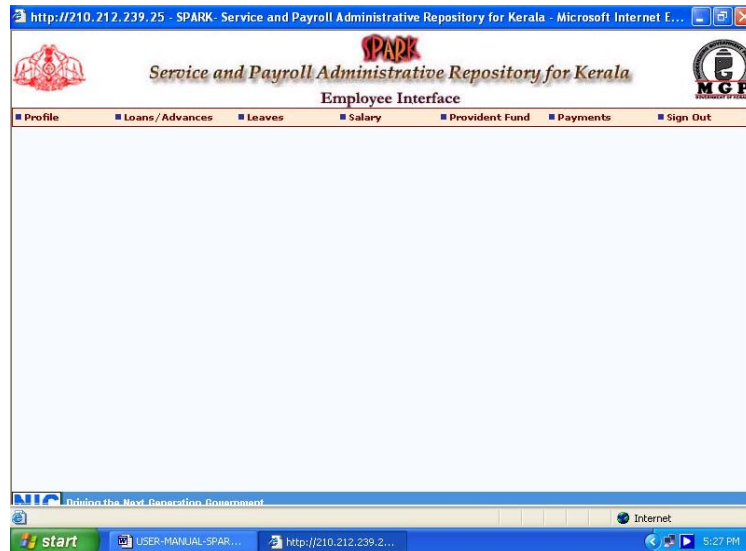 http://210.212.239.25 - SPARK- Service and Payroll Administrative Repository for Kerala - Microsoft Internet E...
SPARK
Service and Payroll Administrative Repository for Kerala
Employee Interface
MGP
Profile Loans/Advances Leaves Salary Provident Fund Payments Sign Out
NIC Driving the Next Generation Government
Internet
start USER-MANUAL-SPAR... http://210.212.239.2... 5:27 PM